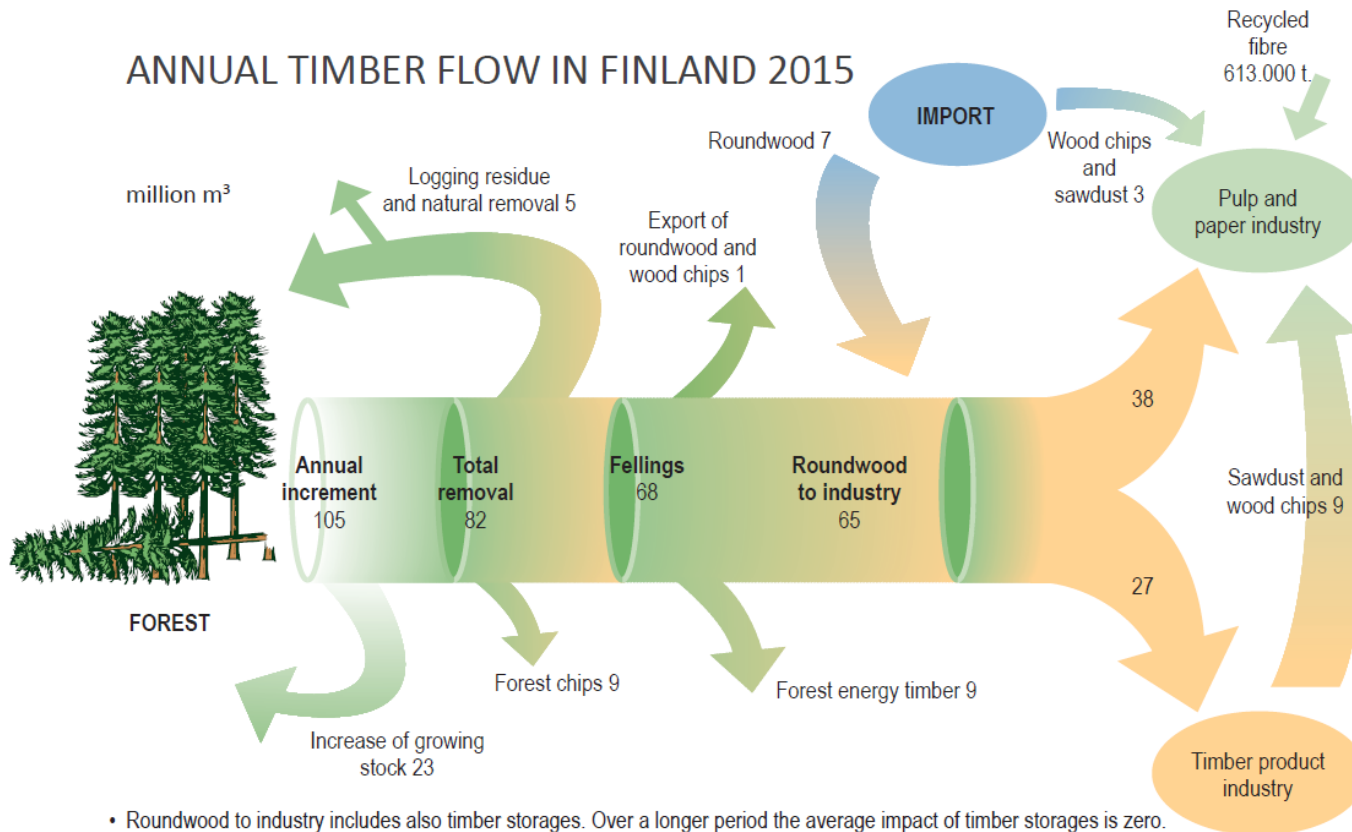 ANNUAL TIMBER FLOW IN FINLAND 2015
million m³
Recycled
fibre
613.000 t.
IMPORT
Roundwood 7
Wood chips
and
sawdust 3
Pulp and
paper industry
Logging residue
and natural removal 5
Export of
roundwood and
wood chips 1
Annual
increment
105
Total
removal
82
Fellings
68
Roundwood
to industry
65
38
27
Sawdust and
wood chips 9
FOREST
Forest chips 9
Forest energy timber 9
Increase of growing
stock 23
Timber product
industry
• Roundwood to industry includes also timber storages. Over a longer period the average impact of timber storages is zero.